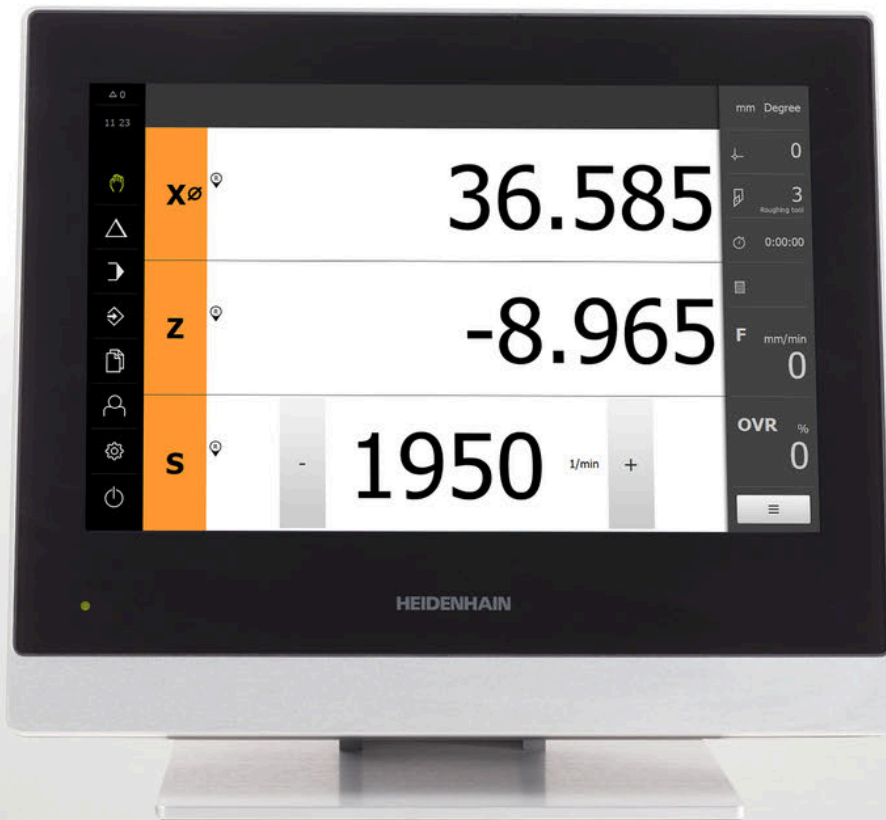 △ 0
11 23
X⌀
R
36.585
Z
R
-8.965
S
R
-
1950
1/min
+
mm Degree
0
3
Roughing tool
0:00:00
F mm/min
0
OVR %
0
HEIDENHAIN